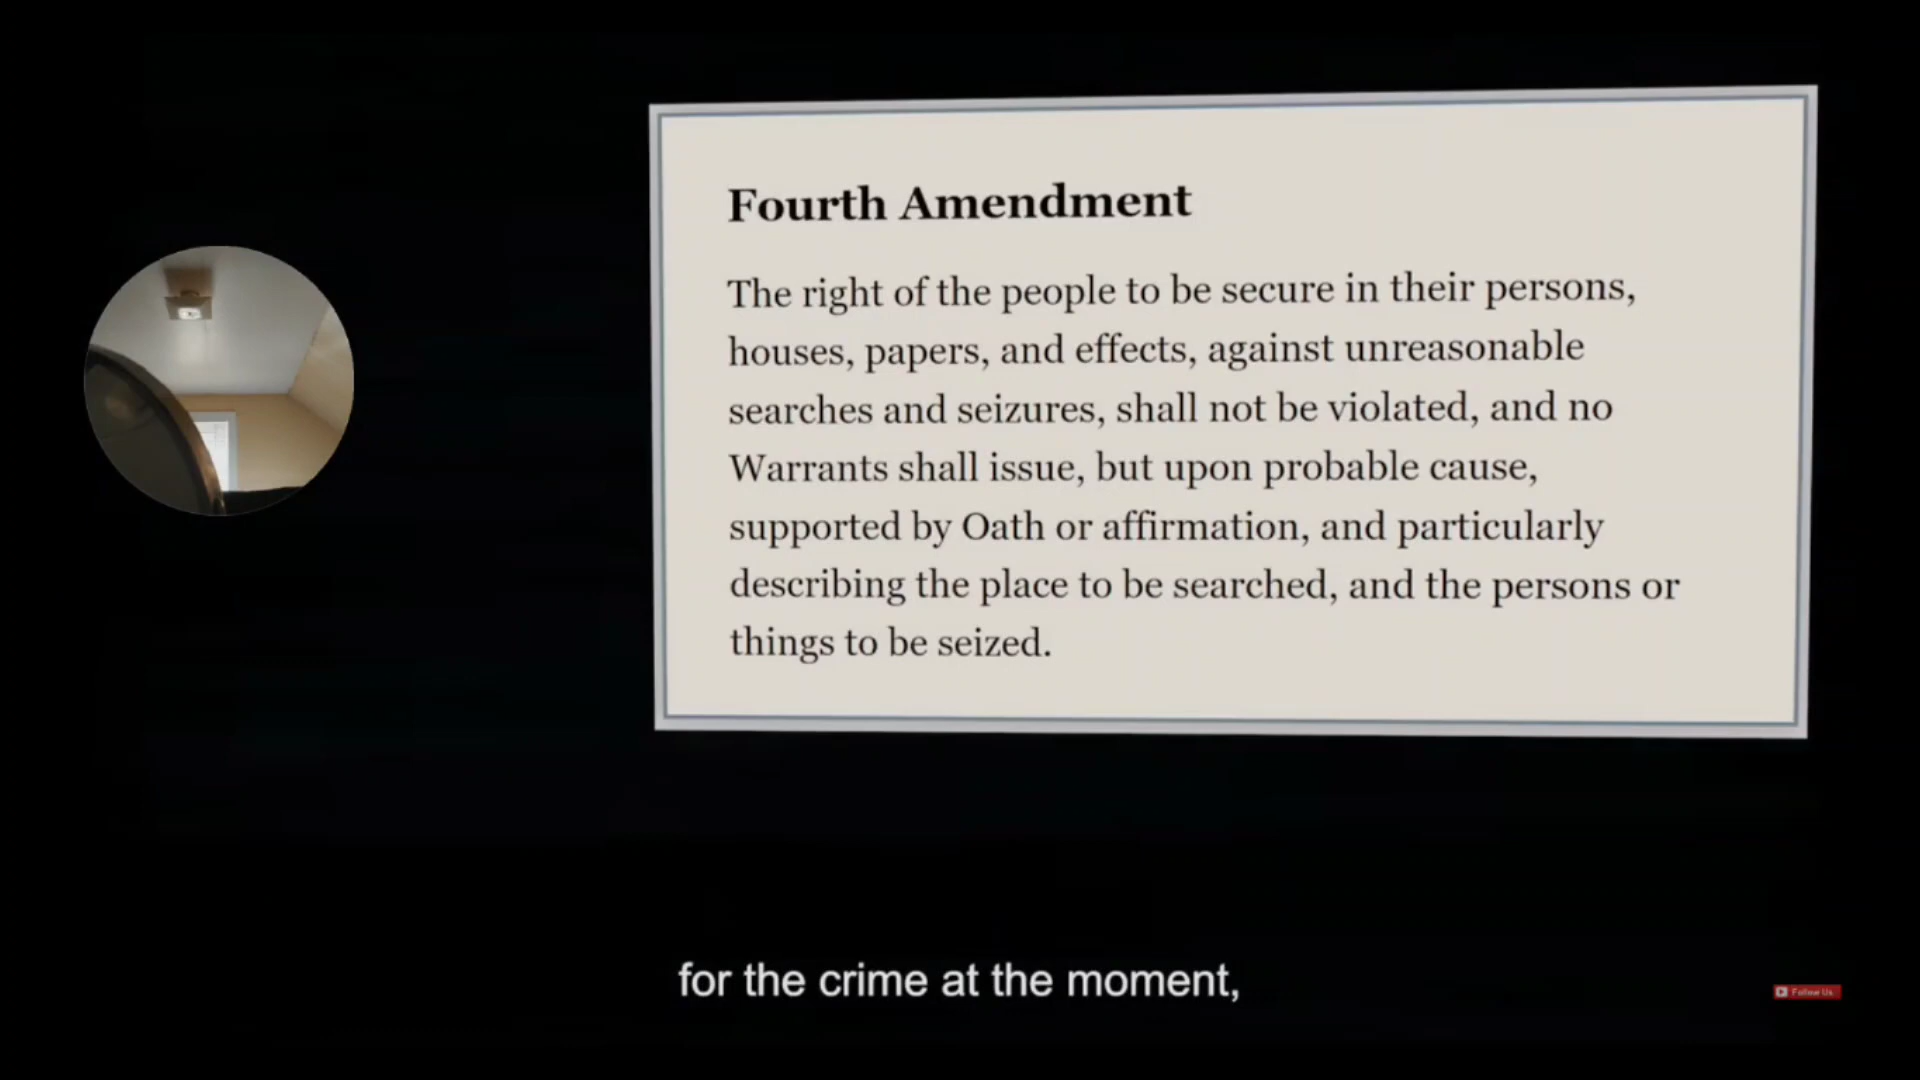 Fourth Amendment
The right of the people to be secure in their persons,
houses, papers, and effects, against unreasonable
searches and seizures, shall not be violated, and no
Warrants shall issue, but upon probable cause,
supported by Oath or affirmation, and particularly
describing the place to be searched, and the persons or
things to be seized.
for the crime at the moment,
Follow Us